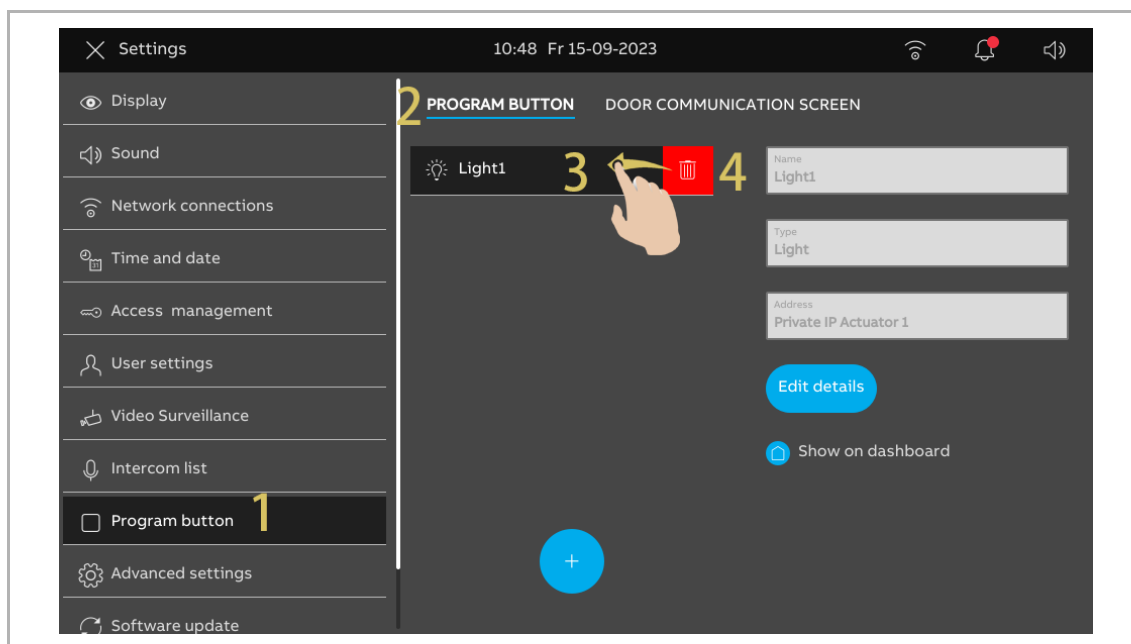 Settings
10:48 Fr 15-09-2023
Display
Sound
Network connections
31
Time and date
Access management
User settings
Video Surveillance
Intercom list
Program button
1
Advanced settings
Software update
2
PROGRAM BUTTON
DOOR COMMUNICATION SCREEN
Light1
3
4
Name
Light1
Type
Light
Address
Private IP Actuator 1
Edit details
Show on dashboard
+